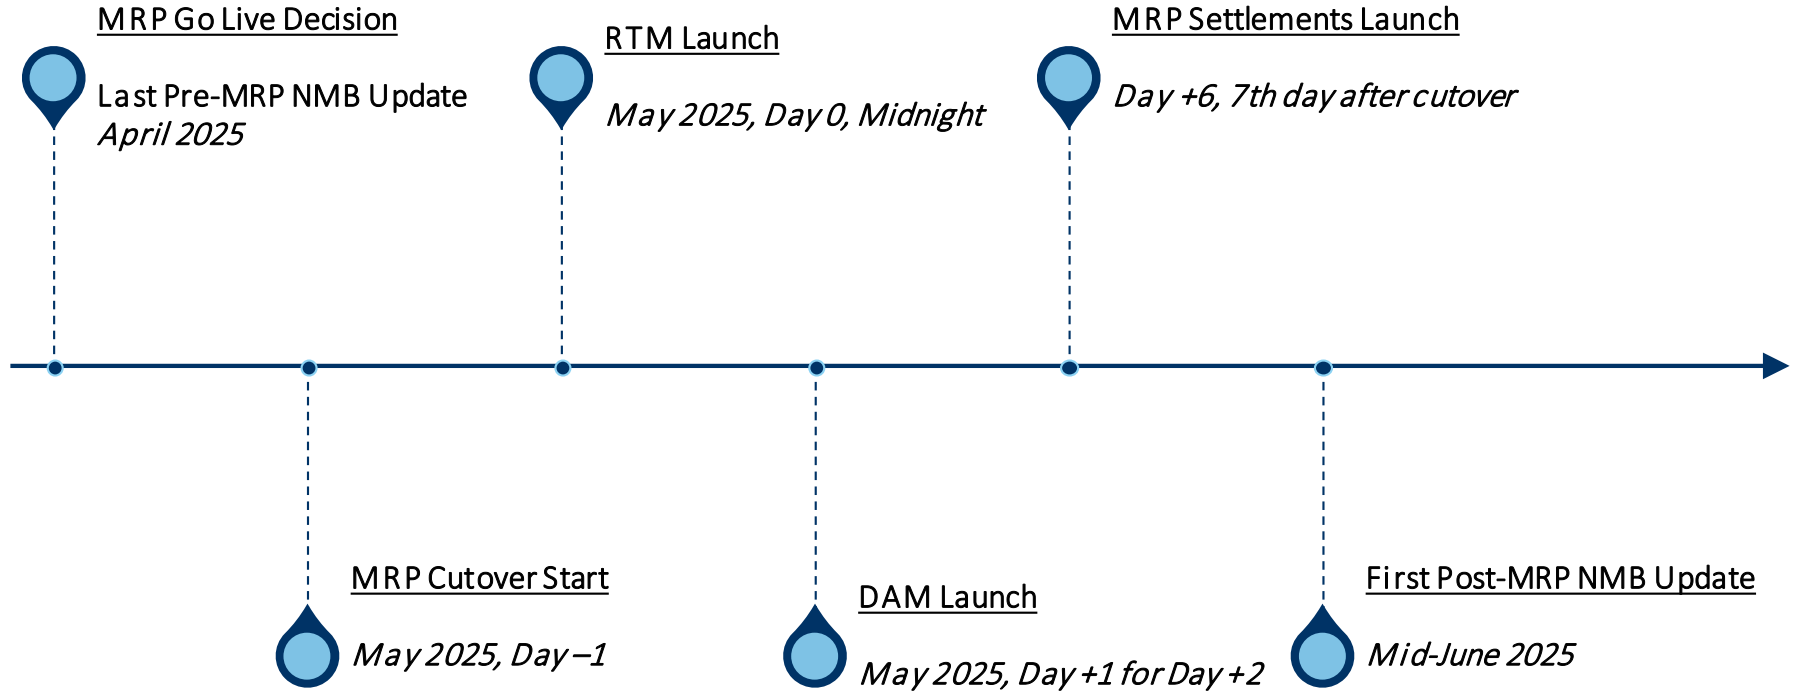 MRP Go Live Decision
Last Pre-MRP NMB Update
April 2025
RTM Launch
May 2025, Day 0, Midnight
MRP Settlements Launch
Day +6, 7th day after cutover
MRP Cutover Start
May 2025, Day –1
DAM Launch
May 2025, Day +1 for Day +2
First Post-MRP NMB Update
Mid-June 2025